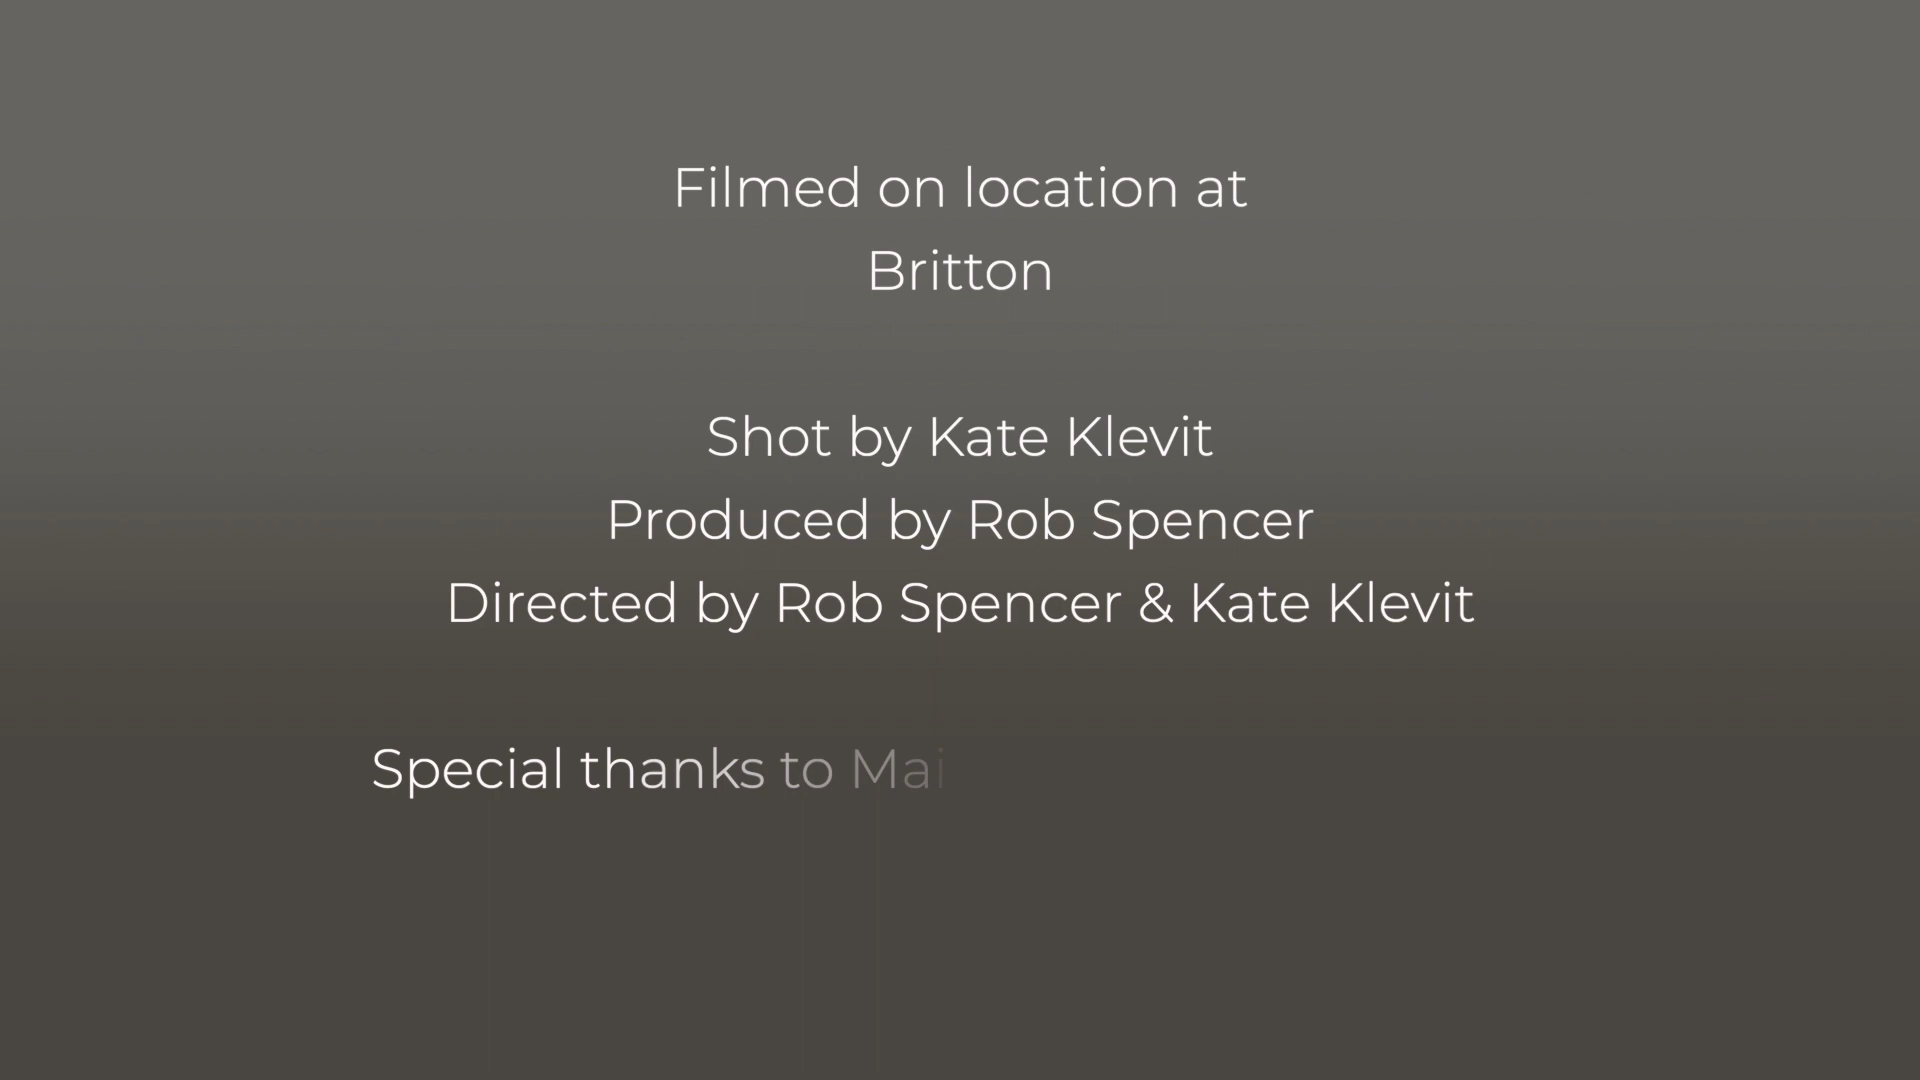 Filmed on location at
Britton
Shot by Kate Klevit
Produced by Rob Spencer
Directed by Rob Spencer & Kate Klevit
Special thanks to Mai